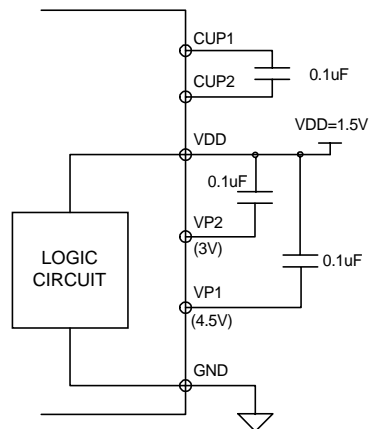 CUP1
0.1uF
CUP2
VDD=1.5V
VDD
0.1uF
VP2
(3V)
LOGIC
CIRCUIT
0.1uF
VP1
(4.5V)
GND